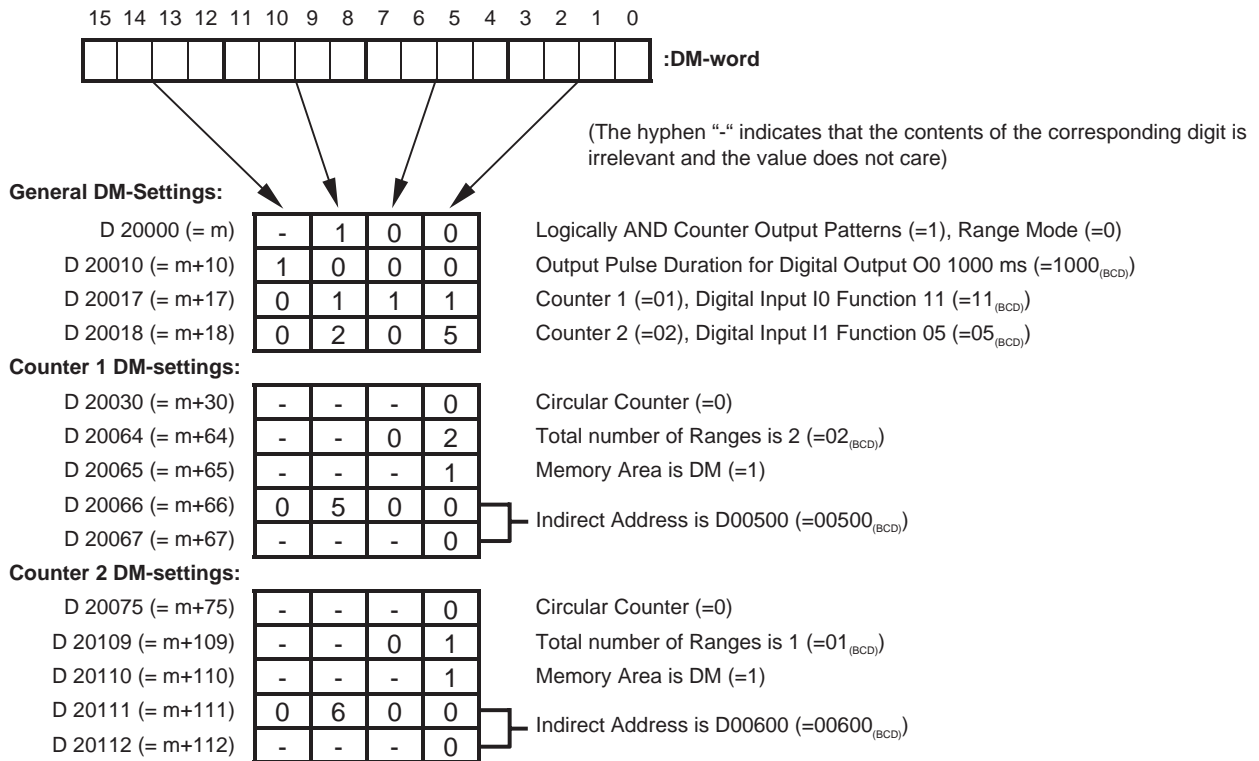 15 14 13 12 11 10 9 8 7 6 5 4 3 2 1 0
:DM-word
(The hyphen “-“ indicates that the contents of the corresponding digit is
irrelevant and the value does not care)
General DM-Settings:
D 20000 (= m) - 1 0 0 Logically AND Counter Output Patterns (=1), Range Mode (=0)
D 20010 (= m+10) 1 0 0 0 Output Pulse Duration for Digital Output O0 1000 ms (=1000(BCD))
D 20017 (= m+17) 0 1 1 1 Counter 1 (=01), Digital Input I0 Function 11 (=11(BCD))
D 20018 (= m+18) 0 2 0 5 Counter 2 (=02), Digital Input I1 Function 05 (=05(BCD))
Counter 1 DM-settings:
D 20030 (= m+30) - - - 0 Circular Counter (=0)
D 20064 (= m+64) - - 0 2 Total number of Ranges is 2 (=02(BCD))
D 20065 (= m+65) - - - 1 Memory Area is DM (=1)
D 20066 (= m+66) 0 5 0 0
Indirect Address is D00500 (=00500(BCD))
D 20067 (= m+67) - - - 0
Counter 2 DM-settings:
D 20075 (= m+75) - - - 0 Circular Counter (=0)
D 20109 (= m+109) - - 0 1 Total number of Ranges is 1 (=01(BCD))
D 20110 (= m+110) - - - 1 Memory Area is DM (=1)
D 20111 (= m+111) 0 6 0 0
Indirect Address is D00600 (=00600(BCD))
D 20112 (= m+112) - - - 0